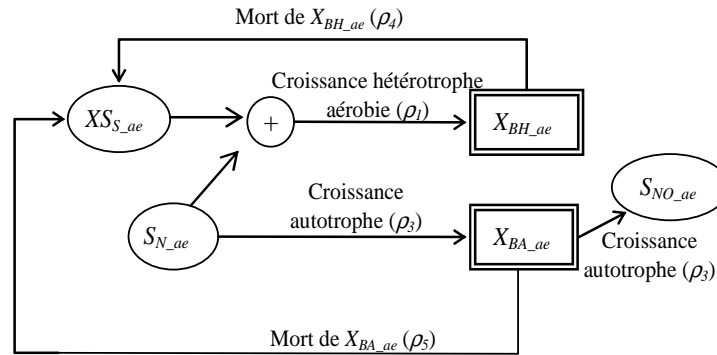 Mort de X_BH_ae (ρ4)
Croissance hétérotrophe
aérobie (ρ1)
XS_S_ae
+
X_BH_ae
S_NO_ae
Croissance
autotrophe (ρ3)
S_N_ae
X_BA_ae
Croissance
autotrophe (ρ3)
Mort de X_BA_ae (ρ5)